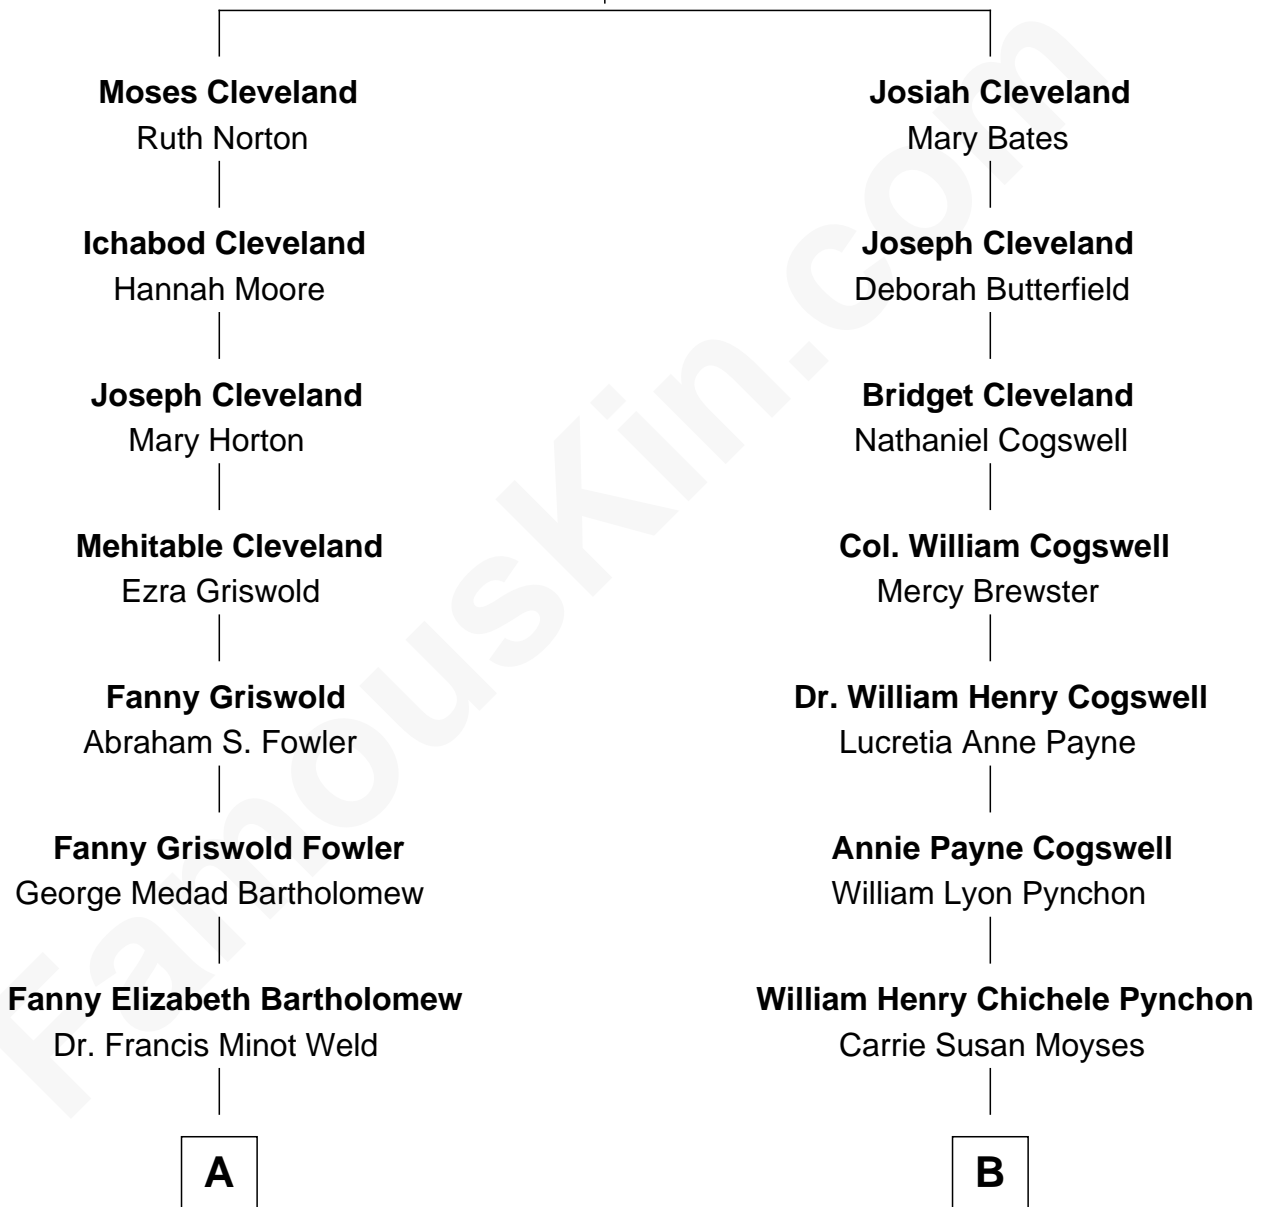 Moses Cleveland
Ruth Norton
Ichabod Cleveland
Hannah Moore
Joseph Cleveland
Mary Horton
Mehitable Cleveland
Ezra Griswold
Fanny Griswold
Abraham S. Fowler
Fanny Griswold Fowler
George Medad Bartholomew
Fanny Elizabeth Bartholomew
Dr. Francis Minot Weld
A
Josiah Cleveland
Mary Bates
Joseph Cleveland
Deborah Butterfield
Bridget Cleveland
Nathaniel Cogswell
Col. William Cogswell
Mercy Brewster
Dr. William Henry Cogswell
Lucretia Anne Payne
Annie Payne Cogswell
William Lyon Pynchon
William Henry Chichele Pynchon
Carrie Susan Moyses
B
FamousKin.com